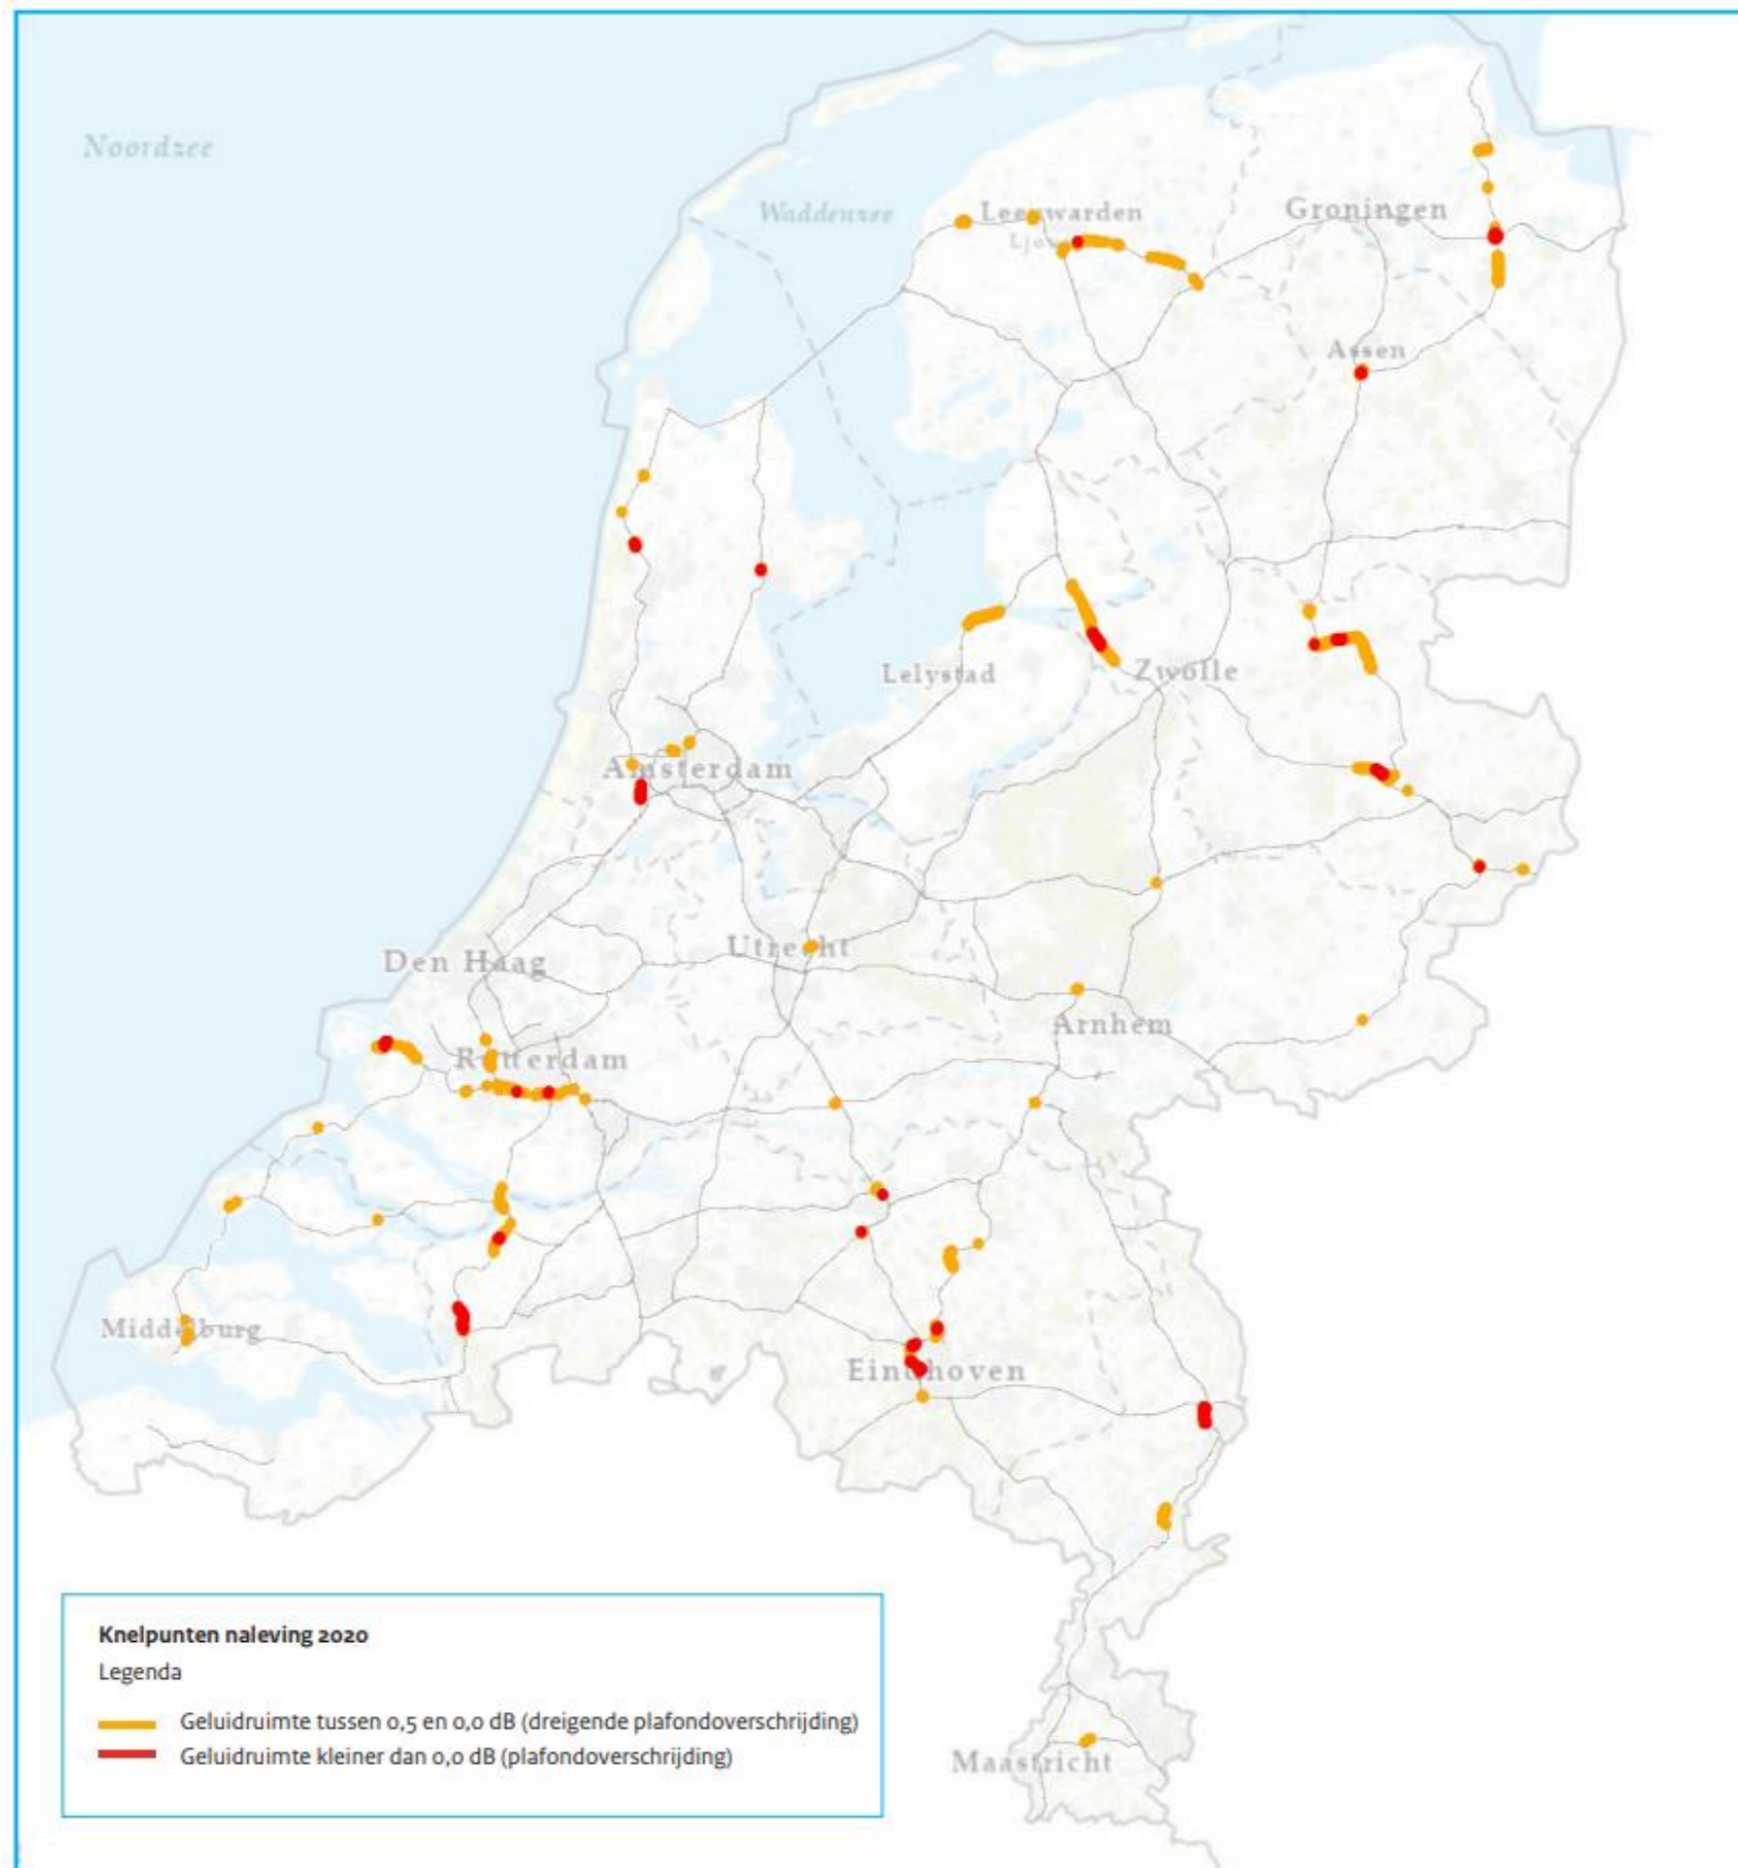 Noordzee
Waddenzee
Leeuwarden
Groningen
Assen
Lelystad
Zwolle
Amsterdam
Utrecht
Den Haag
Arnhem
Rotterdam
Middelburg
Eindhoven
Maastricht
Knelpunten naleving 2020
Legenda
Geluidruimte tussen 0,5 en 0,0 dB (dreigende plafondoverschrijding)
Geluidruimte kleiner dan 0,0 dB (plafondoverschrijding)